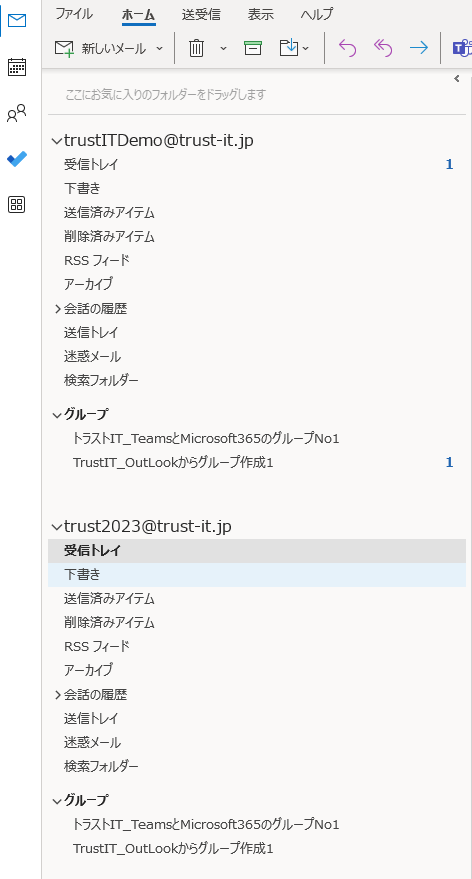 ファイル ホーム 送受信 表示 ヘルプ
新しいメール
ここにお気に入りのフォルダーをドラッグします
trustITDemo@trust-it.jp
受信トレイ 1
下書き
送信済みアイテム
削除済みアイテム
RSS フィード
アーカイブ
会話の履歴
送信トレイ
迷惑メール
検索フォルダー
グループ
トラストIT_TeamsとMicrosoft365のグループNo1
TrustIT_OutLookからグループ作成1 1
trust2023@trust-it.jp
受信トレイ
下書き
送信済みアイテム
削除済みアイテム
RSS フィード
アーカイブ
会話の履歴
送信トレイ
迷惑メール
検索フォルダー
グループ
トラストIT_TeamsとMicrosoft365のグループNo1
TrustIT_OutLookからグループ作成1